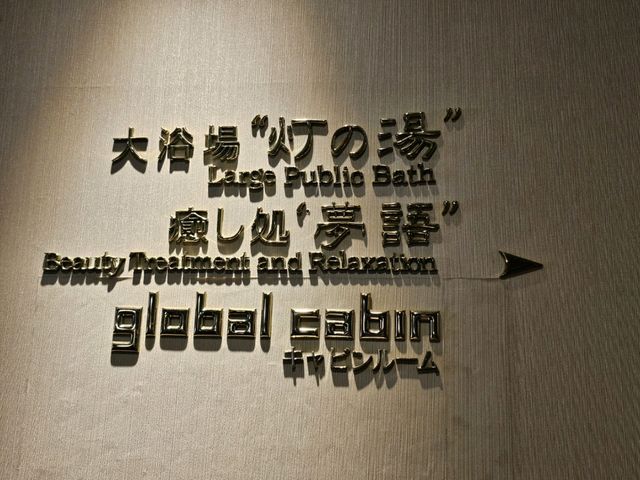 大浴場“灯の湯”
Large Public Bath
癒し処“夢語”
Beauty Treatment and Relaxation
global cabin
キャビンルーム